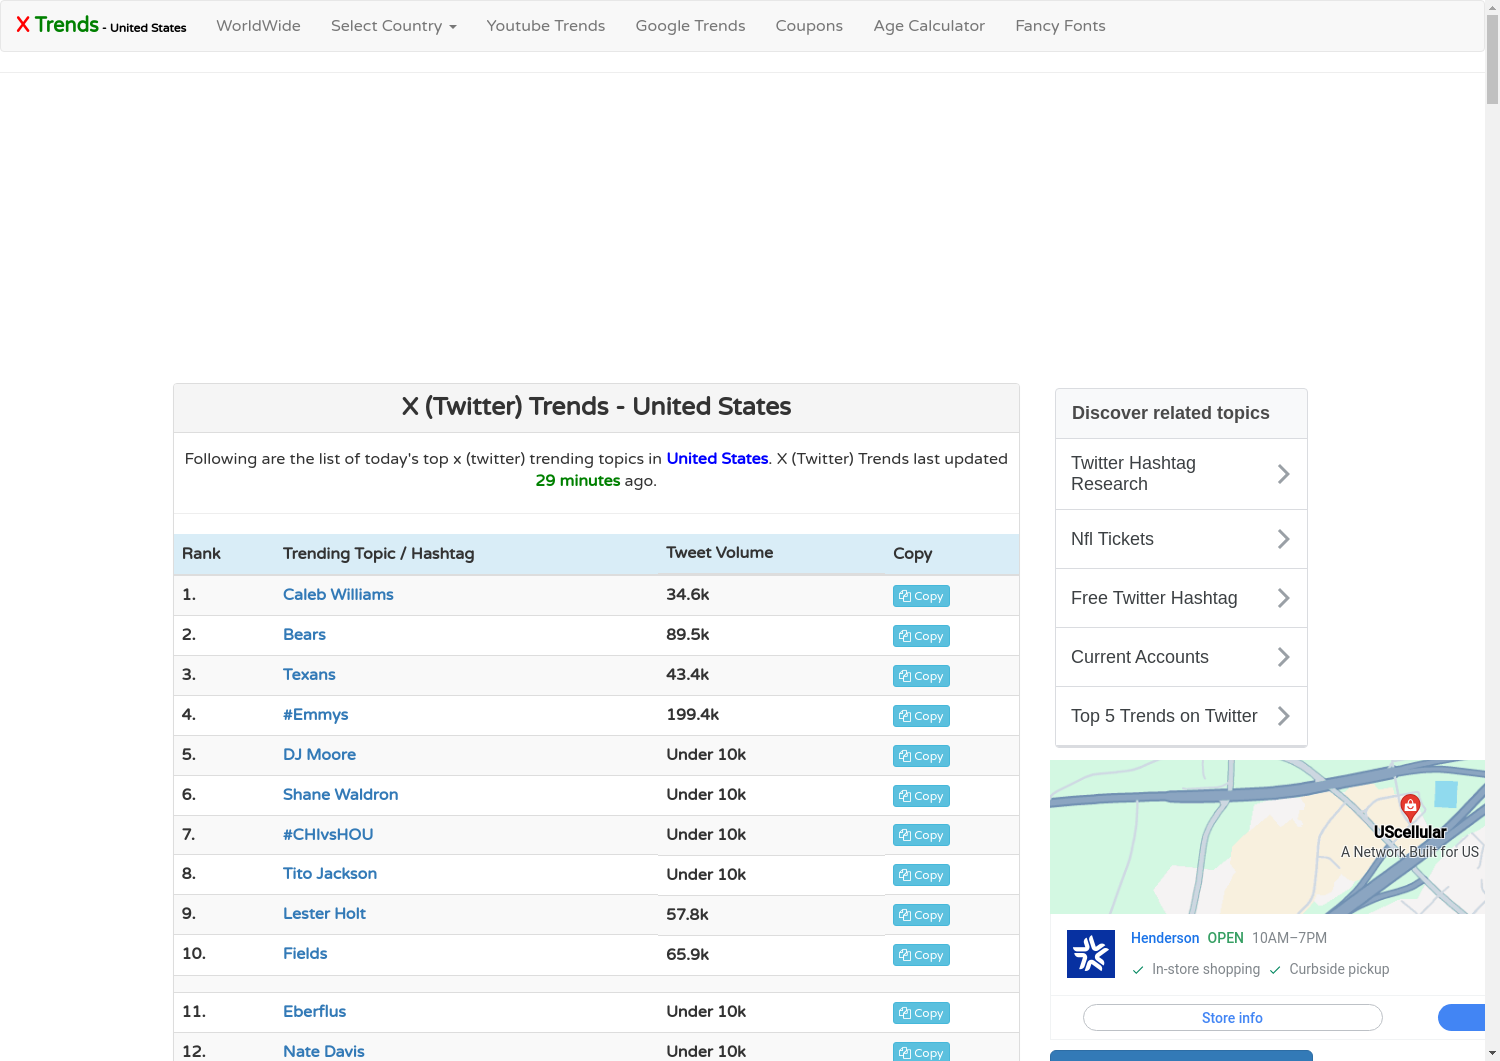 X Trends - United States WorldWide Select Country Youtube Trends Google Trends Coupons Age Calculator Fancy Fonts
X (Twitter) Trends - United States
Following are the list of today's top x (twitter) trending topics in United States. X (Twitter) Trends last updated
29 minutes ago.
Rank Trending Topic / Hashtag Tweet Volume Copy
1. Caleb Williams 34.6k Copy
2. Bears 89.5k Copy
3. Texans 43.4k Copy
4. #Emmys 199.4k Copy
5. DJ Moore Under 10k Copy
6. Shane Waldron Under 10k Copy
7. #CHIvsHOU Under 10k Copy
8. Tito Jackson Under 10k Copy
9. Lester Holt 57.8k Copy
10. Fields 65.9k Copy
11. Eberflus Under 10k Copy
12. Nate Davis Under 10k Copy
Discover related topics
Twitter Hashtag
Research
Nfl Tickets
Free Twitter Hashtag
Current Accounts
Top 5 Trends on Twitter
UScellular
A Network Built for US
Henderson OPEN 10AM–7PM
In-store shopping Curbside pickup
Store info